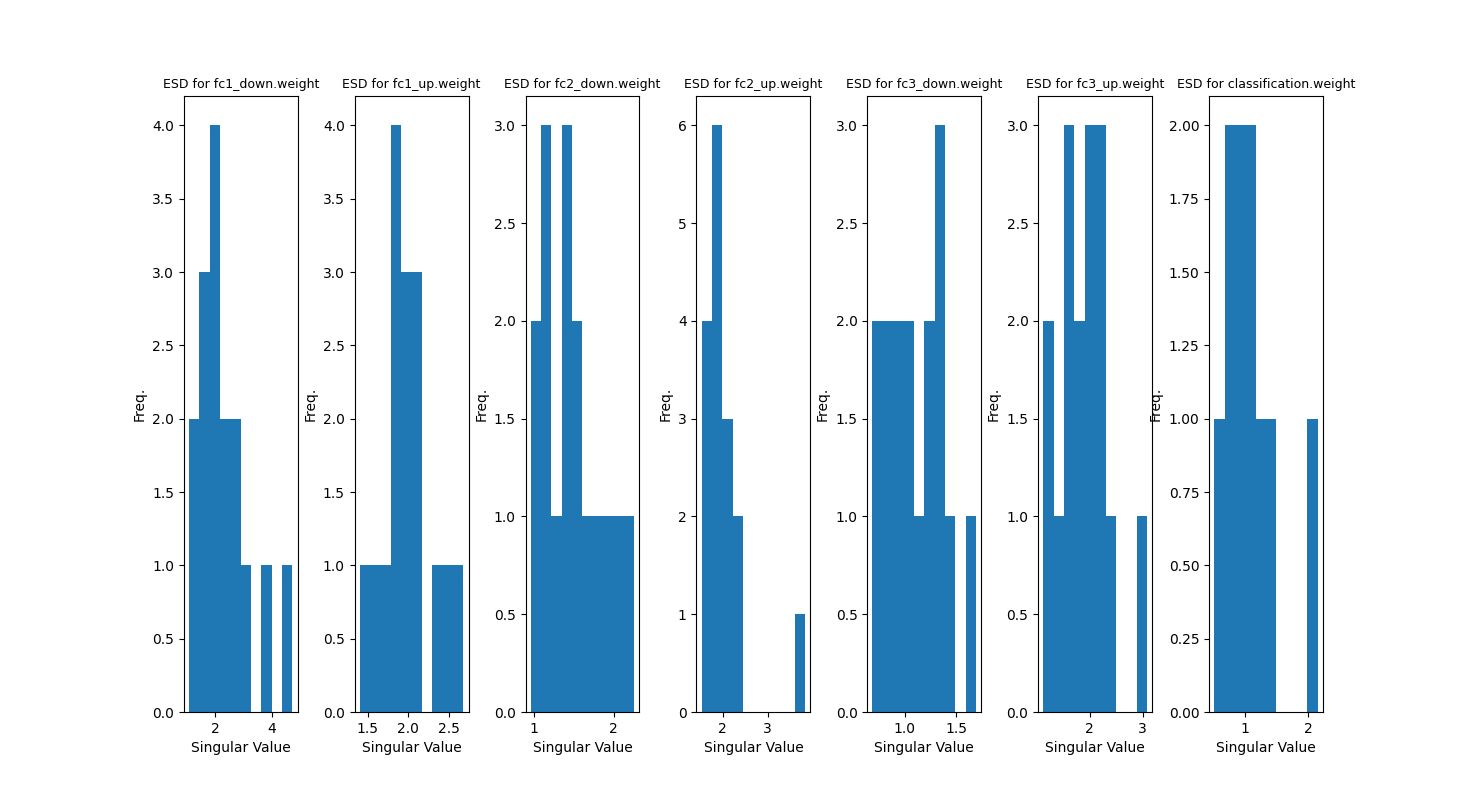 ESD for fc1_down.weight
4.0
3.5
3.0
2.5
2.0
1.5
1.0
0.5
0.0
Freq.
2 4
Singular Value
ESD for fc1_up.weight
4.0
3.5
3.0
2.5
2.0
1.5
1.0
0.5
0.0
Freq.
1.5 2.0 2.5
Singular Value
ESD for fc2_down.weight
3.0
2.5
2.0
1.5
1.0
0.5
0.0
Freq.
1 2
Singular Value
ESD for fc2_up.weight
6
5
4
3
2
1
0
Freq.
2 3
Singular Value
ESD for fc3_down.weight
3.0
2.5
2.0
1.5
1.0
0.5
0.0
Freq.
1.0 1.5
Singular Value
ESD for fc3_up.weight
3.0
2.5
2.0
1.5
1.0
0.5
0.0
Freq.
2 3
Singular Value
ESD for classification.weight
2.00
1.75
1.50
1.25
1.00
0.75
0.50
0.25
0.00
Freq.
1 2
Singular Value